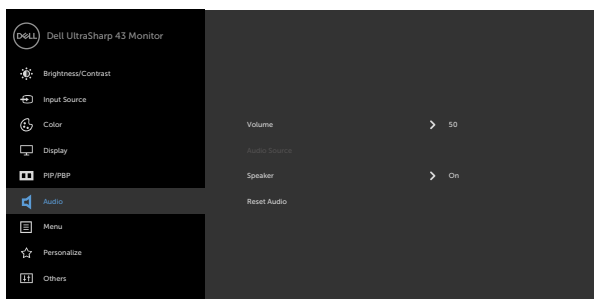 DELL
Dell UltraSharp 43 Monitor
Brightness/Contrast
Input Source
Color
Display
PIP/PBP
Audio
Menu
Personalize
Others
Volume 50
Audio Source
Speaker On
Reset Audio